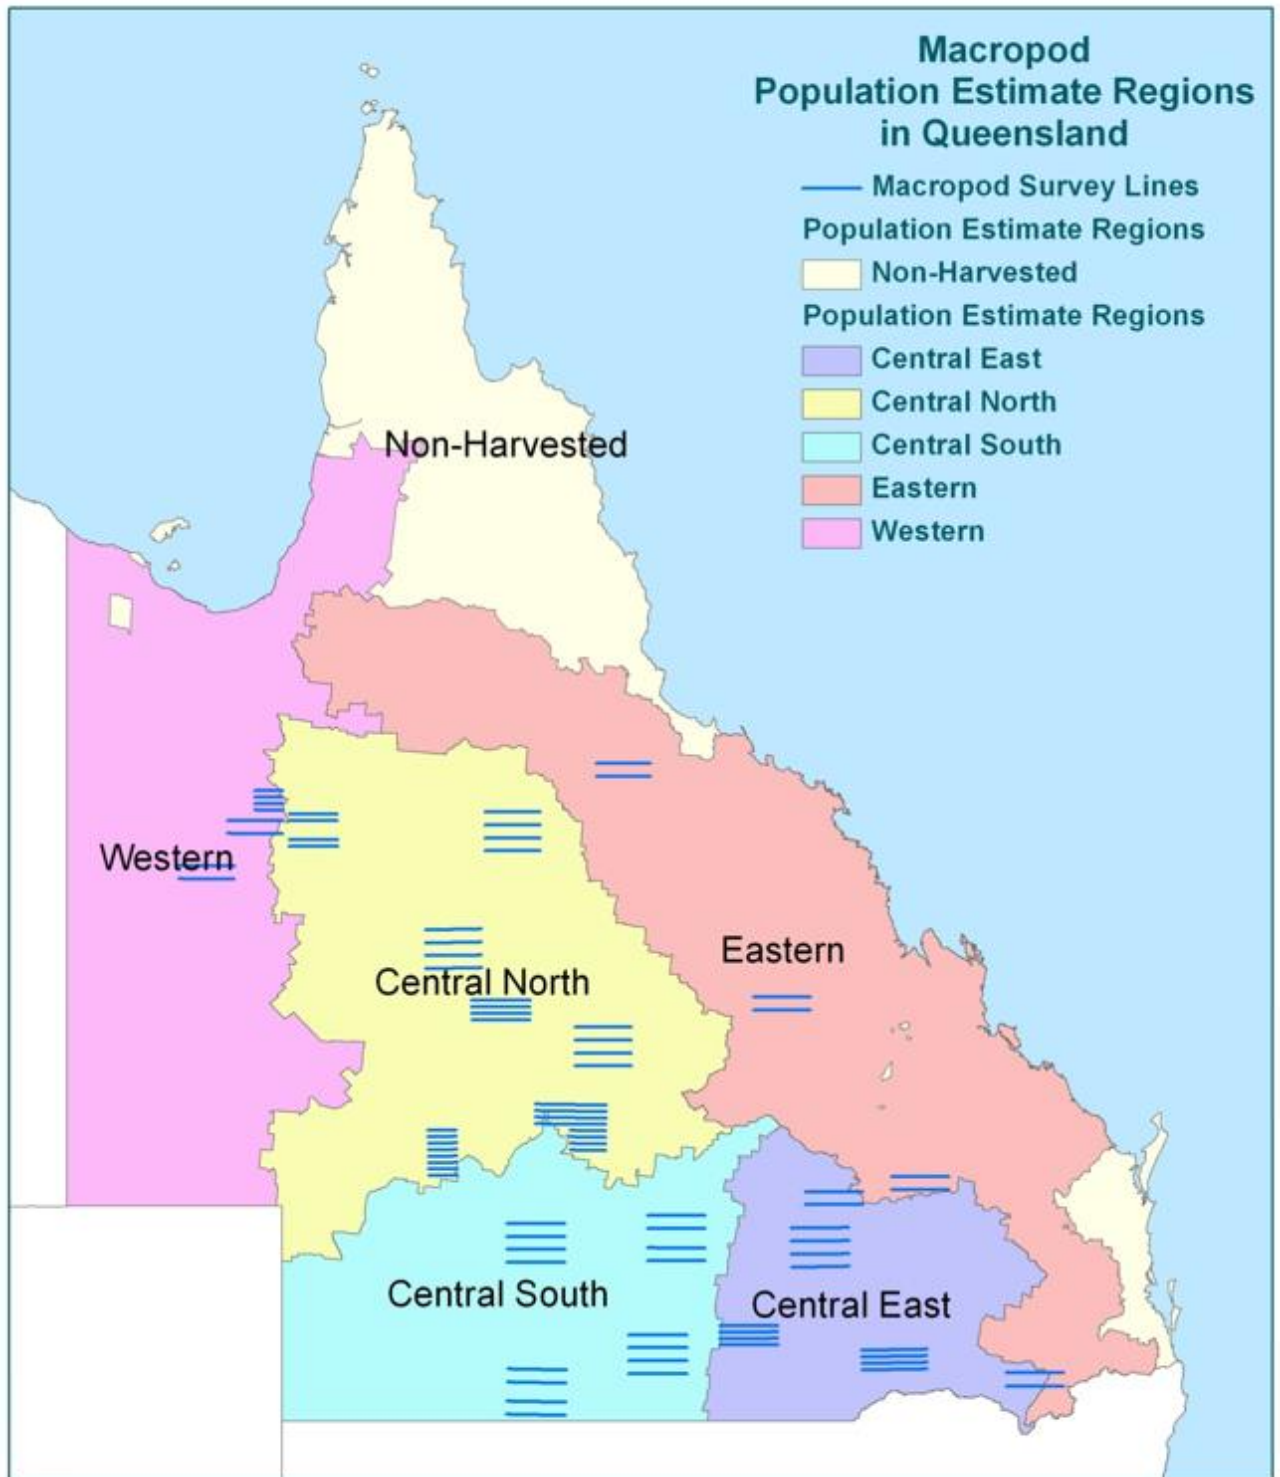 Macropod
Population Estimate Regions
in Queensland
Macropod Survey Lines
Population Estimate Regions
Non-Harvested
Population Estimate Regions
Central East
Central North
Central South
Eastern
Western
Non-Harvested
Western
Eastern
Central North
Central South
Central East